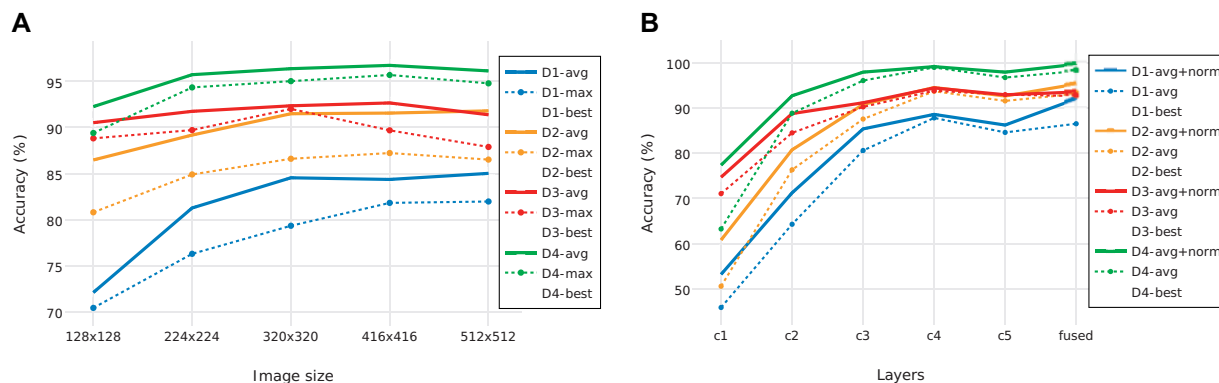 A
Accuracy (%)
95
90
85
80
75
70
128x128
224x224
320x320
416x416
512x512
Image size
D1-avg
D1-max
D1-best
D2-avg
D2-max
D2-best
D3-avg
D3-max
D3-best
D4-avg
D4-max
D4-best
B
Accuracy (%)
100
90
80
70
60
50
c1
c2
c3
c4
c5
fused
Layers
D1-avg+norm
D1-avg
D1-best
D2-avg+norm
D2-avg
D2-best
D3-avg+norm
D3-avg
D3-best
D4-avg+norm
D4-avg
D4-best